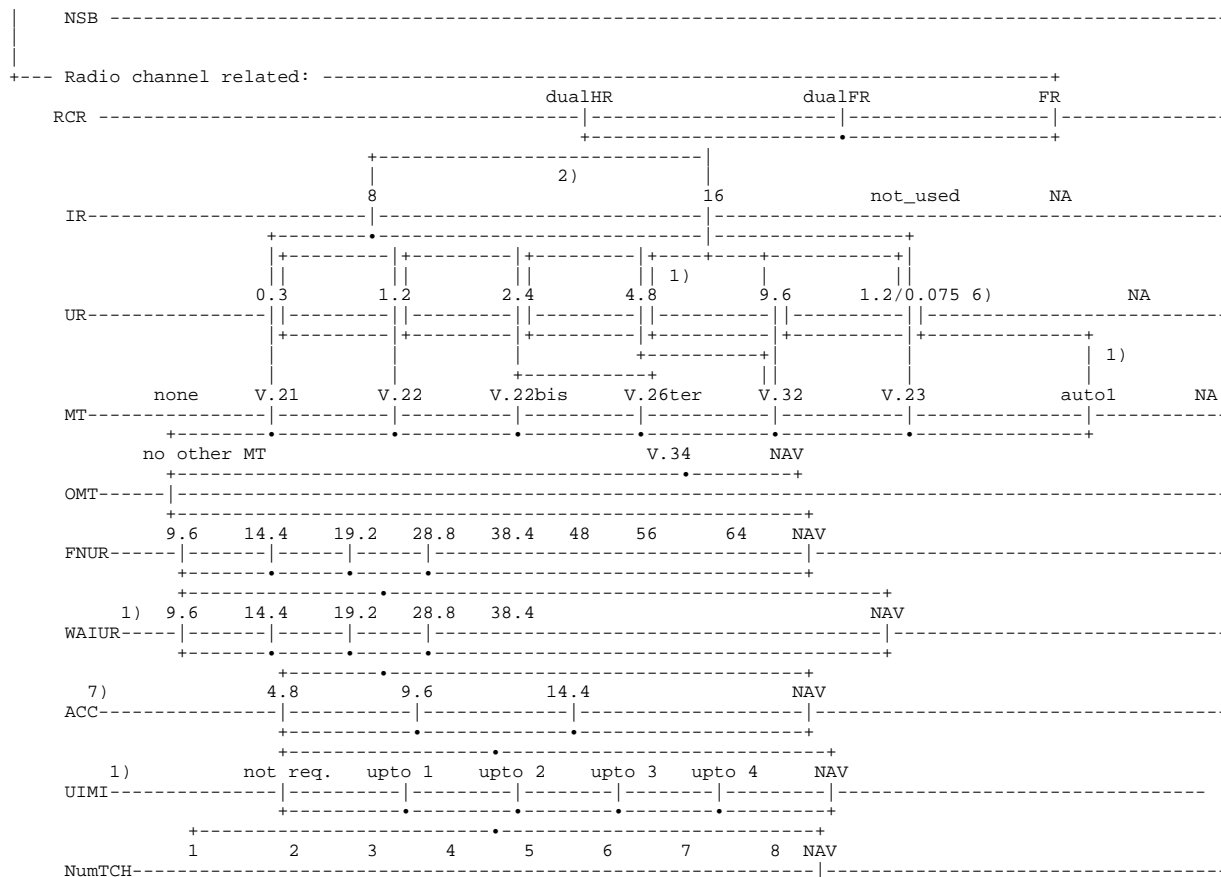 NSB
Radio channel related:
dualHR dualFR FR
RCR
2)
8 16 not_used NA
IR
1)
0.3 1.2 2.4 4.8 9.6 1.2/0.075 6) NA
UR
1)
none V.21 V.22 V.22bis V.26ter V.32 V.23 auto1 NA
MT
no other MT V.34 NAV
OMT
9.6 14.4 19.2 28.8 38.4 48 56 64 NAV
FNUR
1) 9.6 14.4 19.2 28.8 38.4 NAV
WAIUR
7) 4.8 9.6 14.4 NAV
ACC
1) not req. upto 1 upto 2 upto 3 upto 4 NAV
UIMI
1 2 3 4 5 6 7 8 NAV
NumTCH